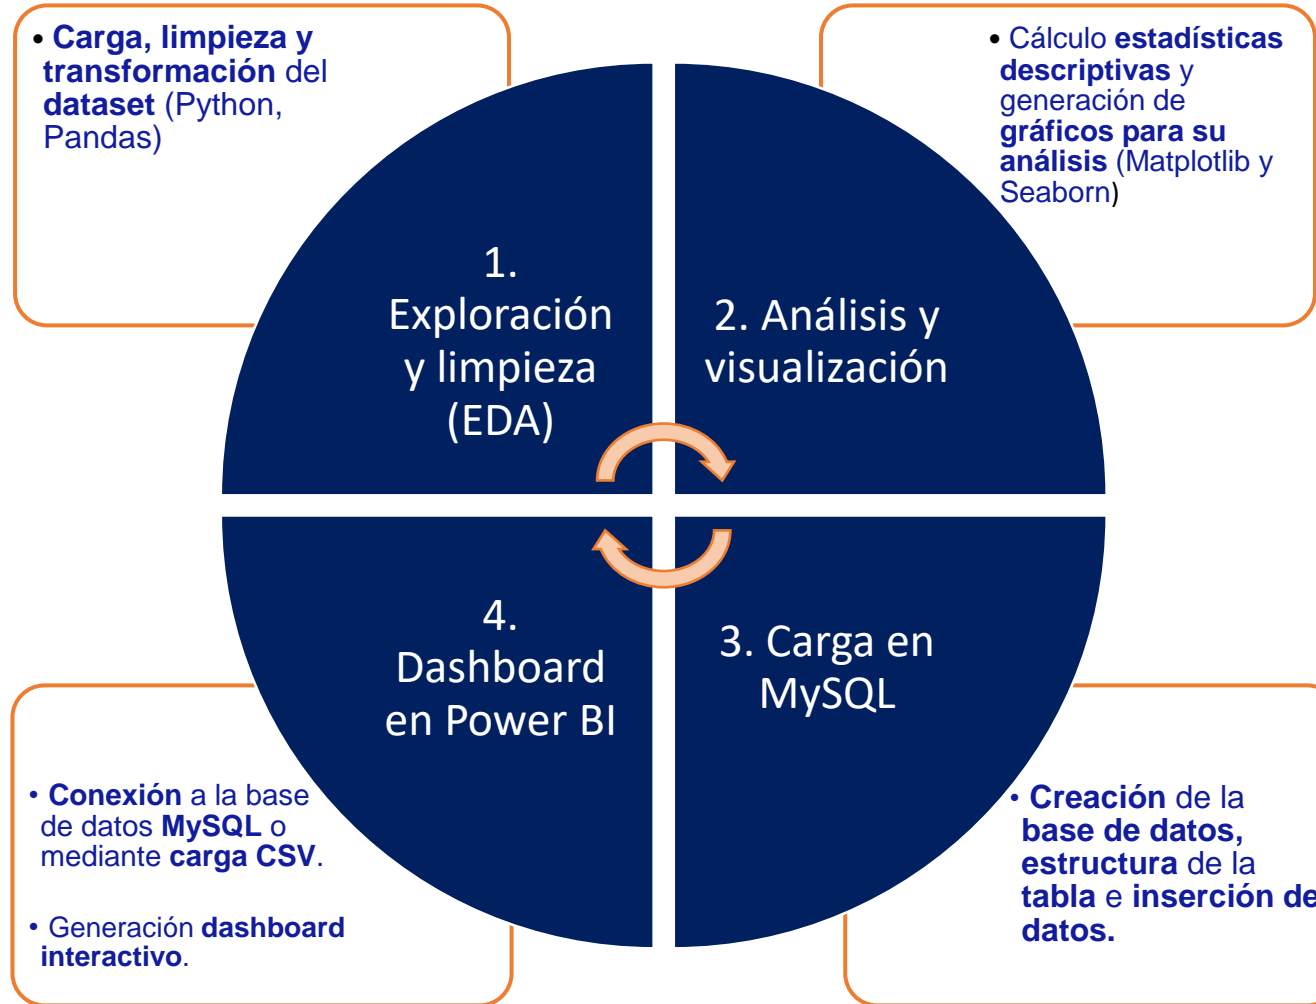 • Carga, limpieza y
transformación del
dataset (Python,
Pandas)
• Cálculo estadísticas
descriptivas y
generación de
gráficos para su
análisis (Matplotlib y
Seaborn)
1.
Exploración
y limpieza
(EDA)
2. Análisis y
visualización
4.
Dashboard
en Power BI
3. Carga en
MySQL
• Conexión a la base
de datos MySQL o
mediante carga CSV.
• Generación dashboard
interactivo.
• Creación de la
base de datos,
estructura de la
tabla e inserción de
datos.